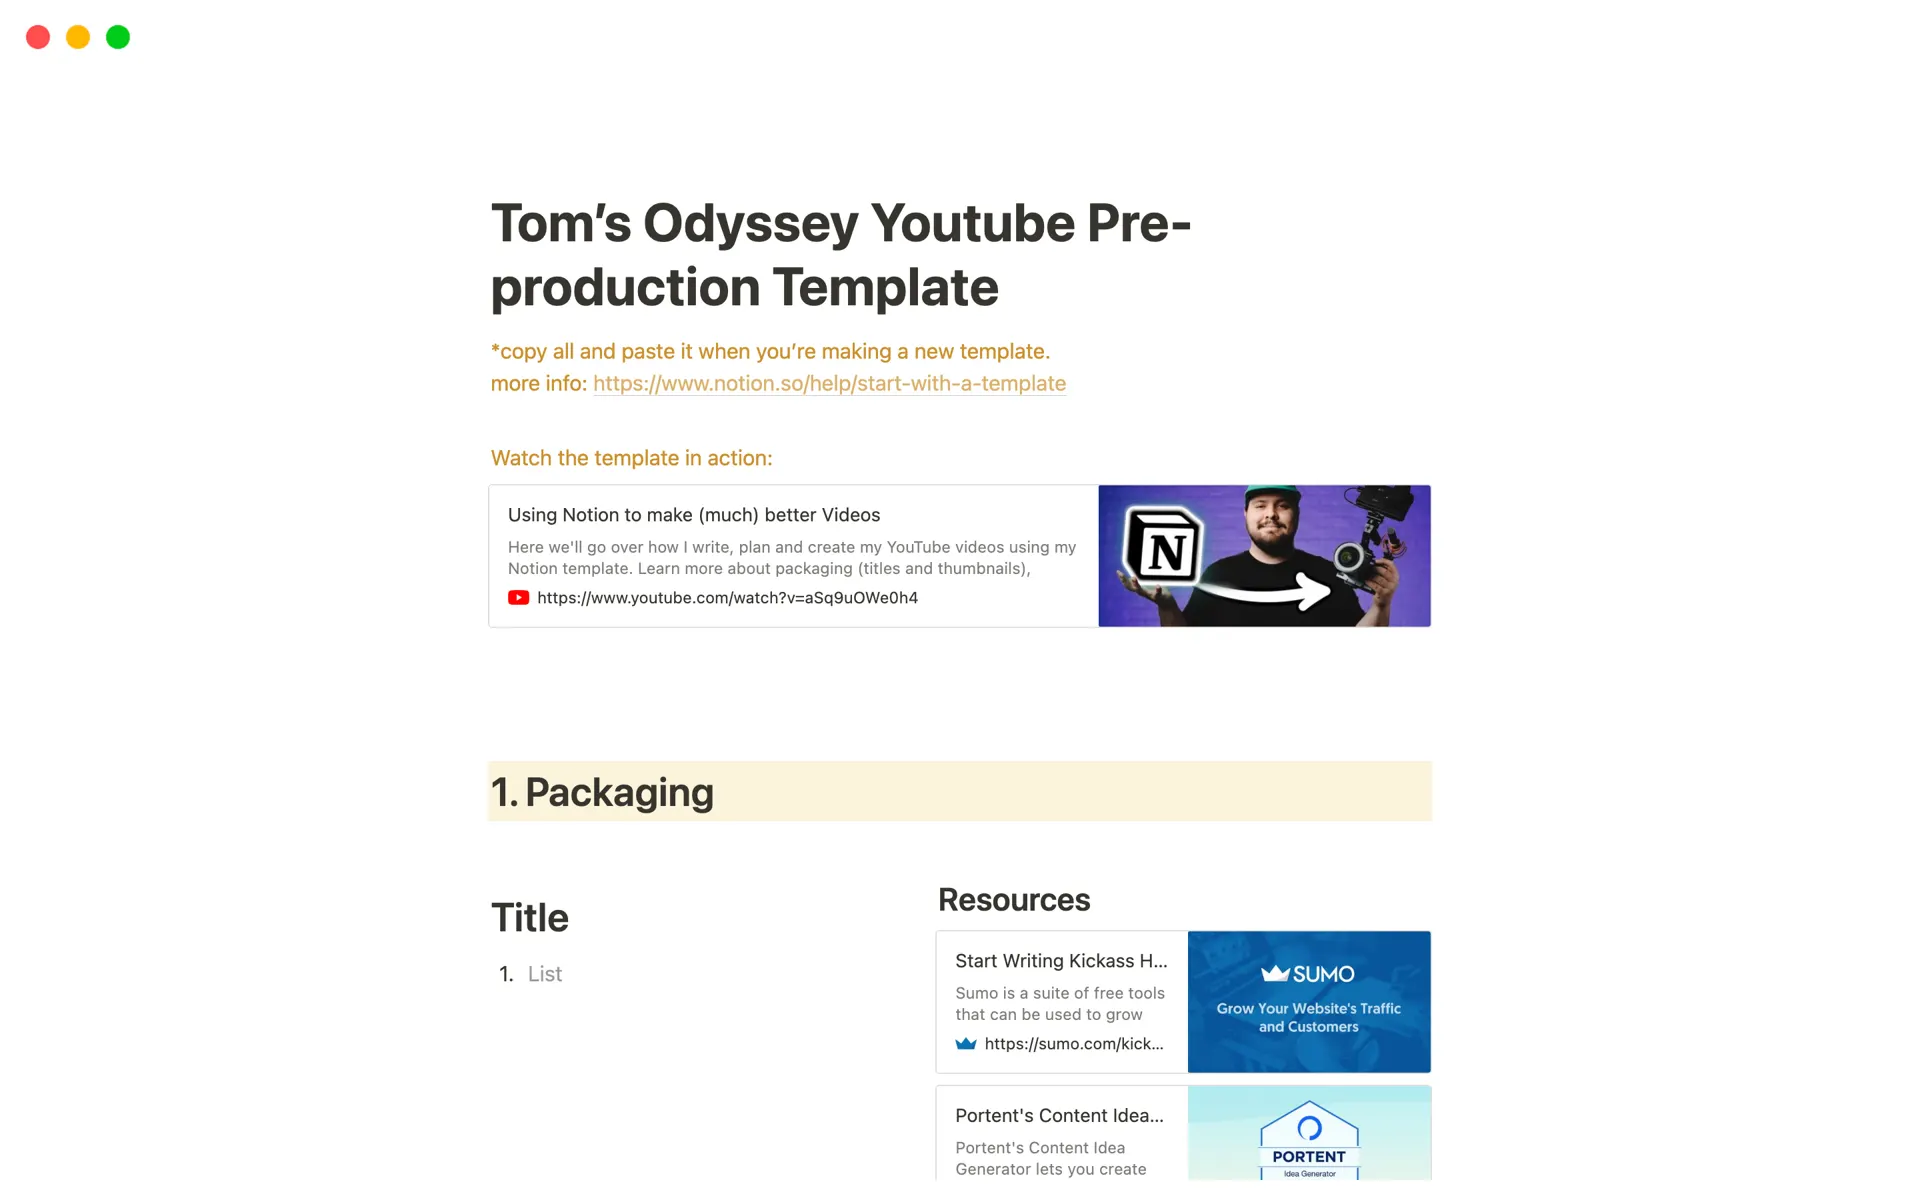 Tom’s Odyssey Youtube Pre-
production Template
*copy all and paste it when you’re making a new template.
more info: https://www.notion.so/help/start-with-a-template
Watch the template in action:
Using Notion to make (much) better Videos
Here we'll go over how I write, plan and create my YouTube videos using my
Notion template. Learn more about packaging (titles and thumbnails),
https://www.youtube.com/watch?v=aSq9uOWe0h4
N
1. Packaging
Title
1. List
Resources
Start Writing Kickass H...
Sumo is a suite of free tools
that can be used to grow
https://sumo.com/kick...
SUMO
Grow Your Website's Traffic
and Customers
Portent's Content Idea...
Portent's Content Idea
Generator lets you create
PORTENT
Idea Generator